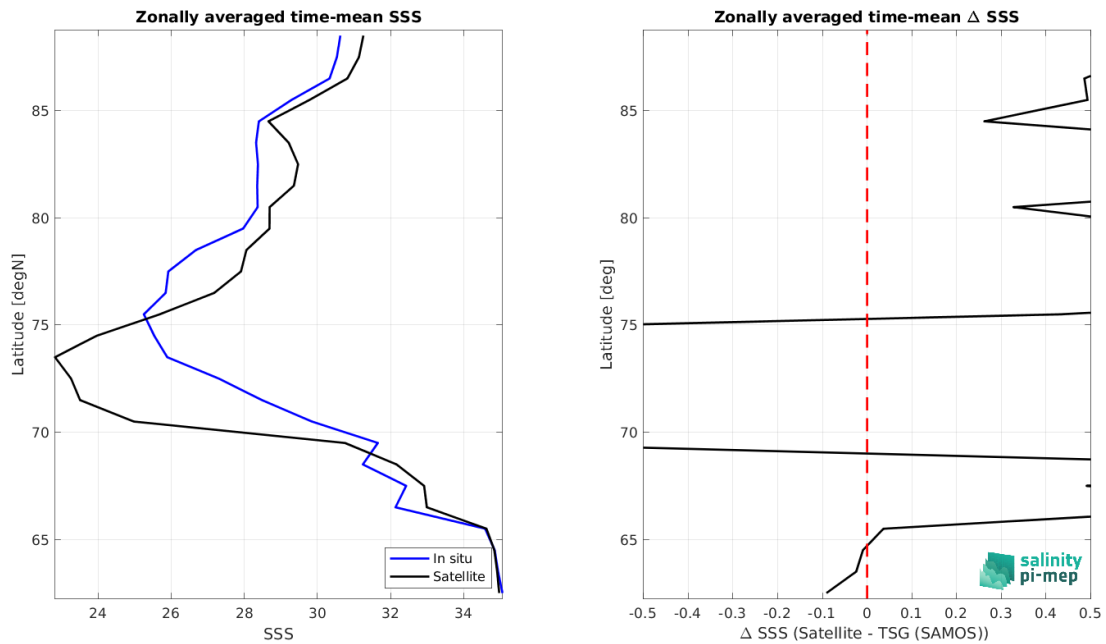 Zonally averaged time-mean SSS
85
80
75
70
65
24
26
28
30
32
34
Latitude [degN]
SSS
In situ
Satellite
Zonally averaged time-mean Δ SSS
85
80
75
70
65
-0.5
-0.4
-0.3
-0.2
-0.1
0
0.1
0.2
0.3
0.4
0.5
Latitude [deg]
Δ SSS (Satellite - TSG (SAMOS))
salinity
pi-mep